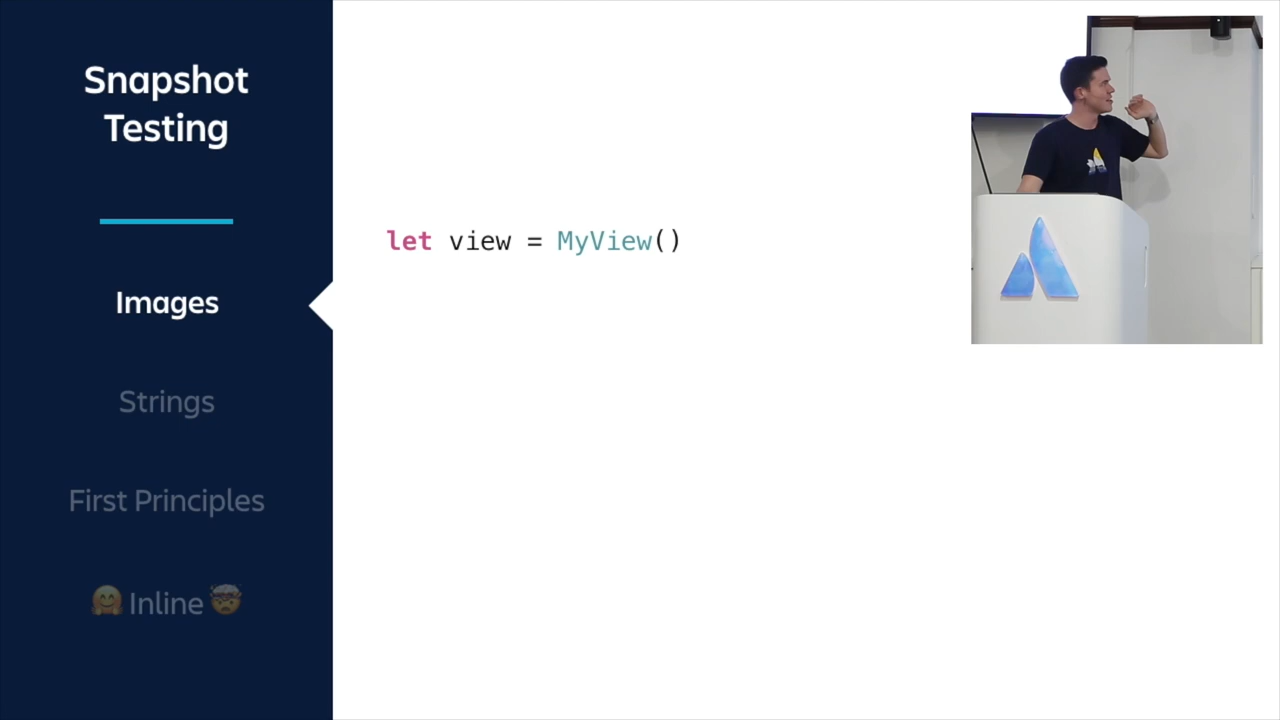 Snapshot
Testing
Images
Strings
First Principles
🤗 Inline 🤯
let view = MyView()